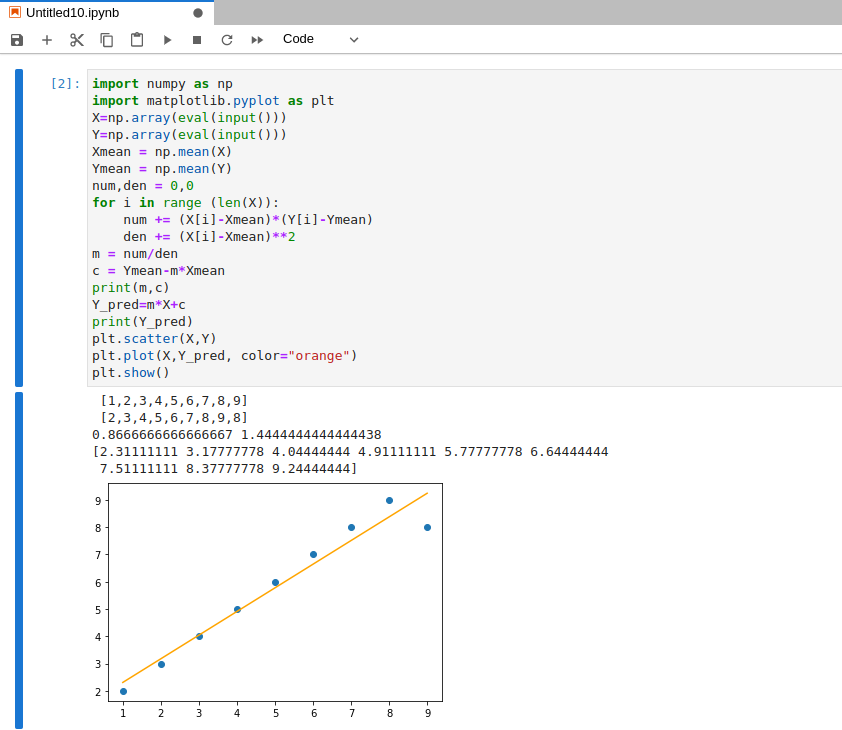 Untitled10.ipynb
Code
[2]:
import numpy as np
import matplotlib.pyplot as plt
X=np.array(eval(input()))
Y=np.array(eval(input()))
Xmean = np.mean(X)
Ymean = np.mean(Y)
num,den = 0,0
for i in range (len(X)):
    num += (X[i]-Xmean)*(Y[i]-Ymean)
    den += (X[i]-Xmean)**2
m = num/den
c = Ymean-m*Xmean
print(m,c)
Y_pred=m*X+c
print(Y_pred)
plt.scatter(X,Y)
plt.plot(X,Y_pred, color="orange")
plt.show()
[1,2,3,4,5,6,7,8,9]
[2,3,4,5,6,7,8,9,8]
0.8666666666666667 1.4444444444444438
[2.31111111 3.17777778 4.04444444 4.91111111 5.77777778 6.64444444
 7.51111111 8.37777778 9.24444444]
9
8
7
6
5
4
3
2
1 2 3 4 5 6 7 8 9